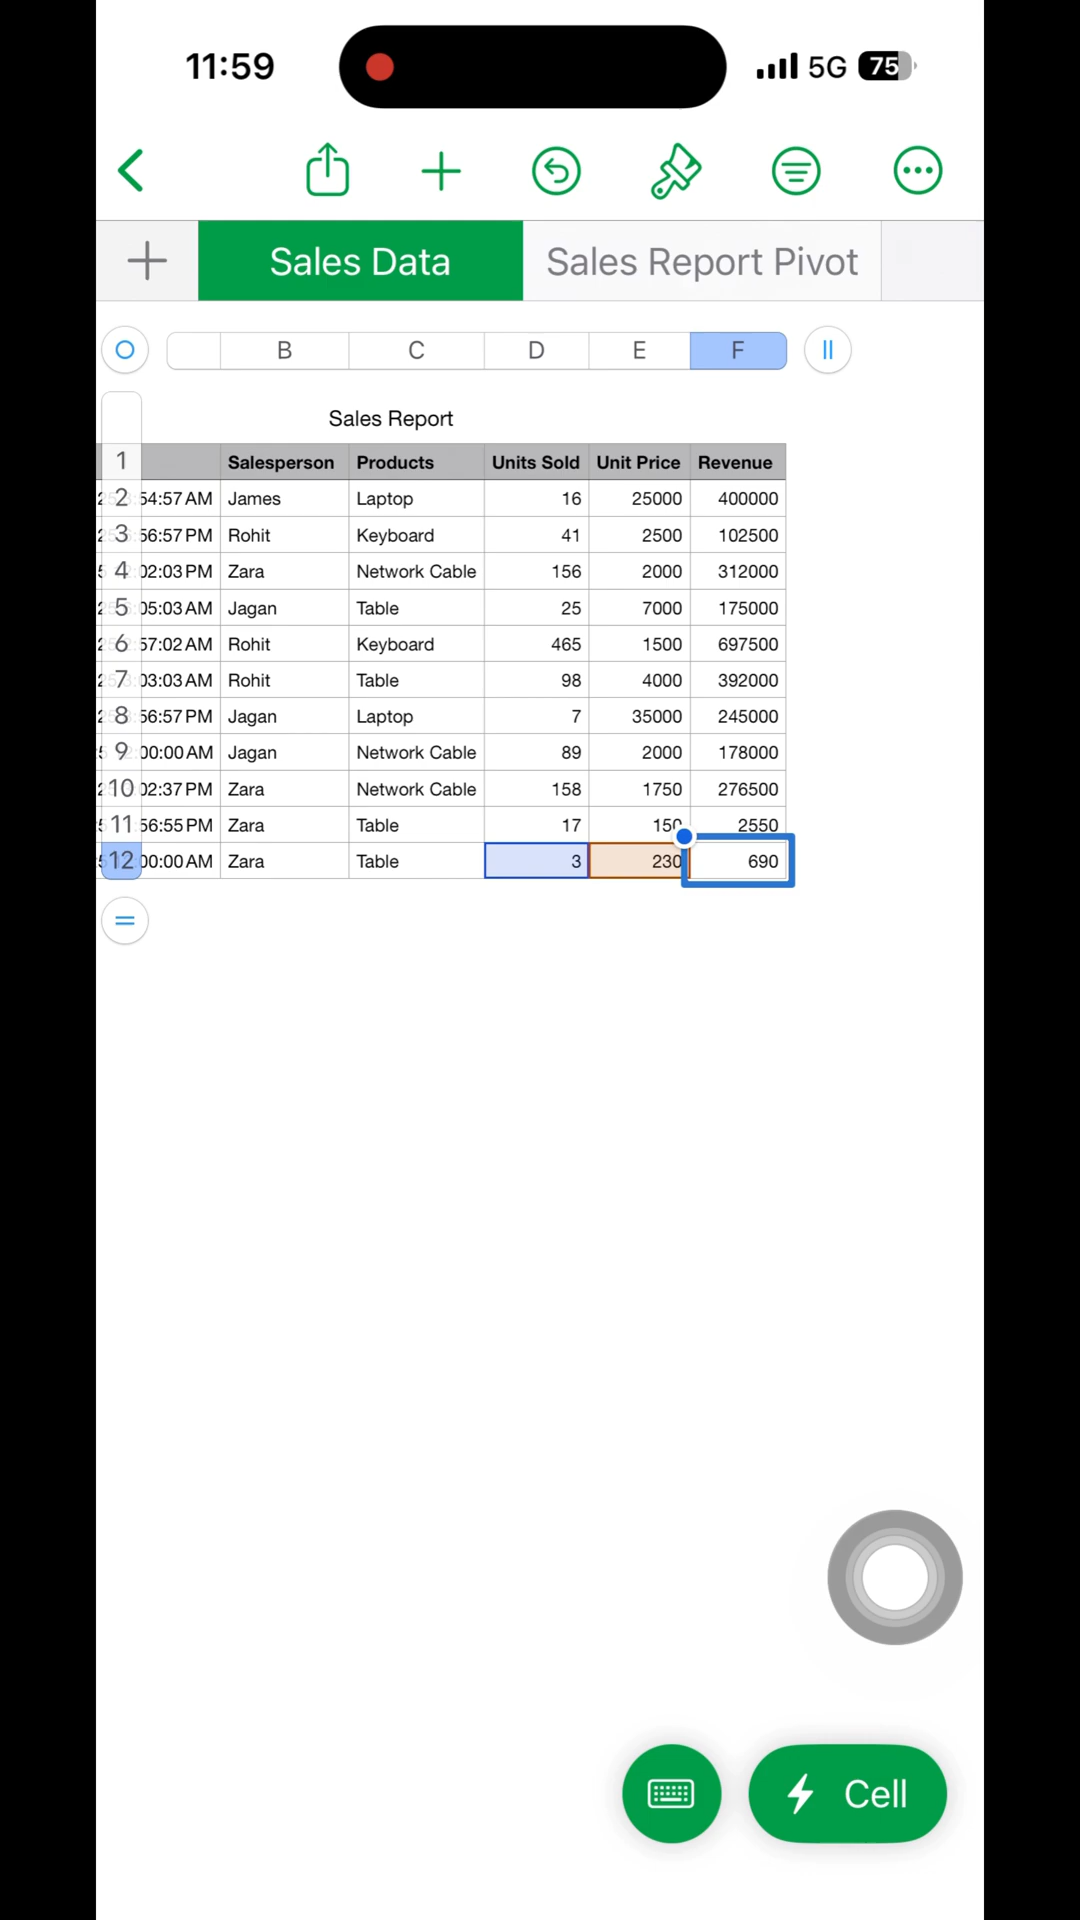 11:59 5G 75
Sales Data Sales Report Pivot
B C D E F
Sales Report
1 Salesperson Products Units Sold Unit Price Revenue
2 54:57 AM James Laptop 16 25000 400000
3 56:57 PM Rohit Keyboard 41 2500 102500
4 02:03 PM Zara Network Cable 156 2000 312000
5 05:03 AM Jagan Table 25 7000 175000
6 57:02 AM Rohit Keyboard 465 1500 697500
7 03:03 AM Rohit Table 98 4000 392000
8 56:57 PM Jagan Laptop 7 35000 245000
9 00:00 AM Jagan Network Cable 89 2000 178000
10 02:37 PM Zara Network Cable 158 1750 276500
11 56:55 PM Zara Table 17 150 2550
12 00:00 AM Zara Table 3 230 690
Cell